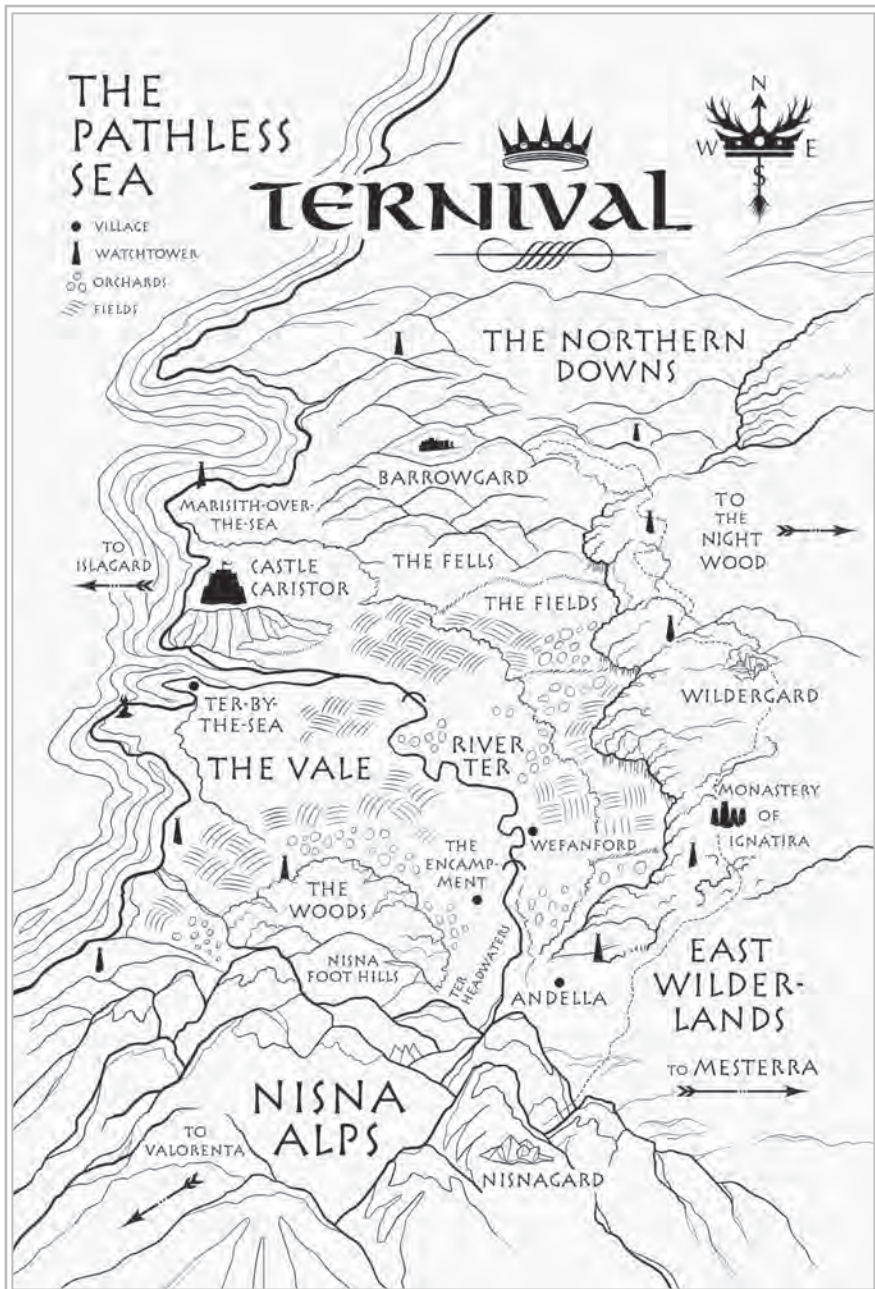 THE
PATHLESS
SEA
VILLAGE
WATCHTOWER
ORCHARDS
FIELDS
TERNIVAL
N
W E
S
THE NORTHERN
DOWNS
BARROWGARD
MARISITH-OVER-
THE-SEA
TO
ISLAGARD
CASTLE
CARISTOR
THE FELLS
THE FIELDS
TO
THE
NIGHT
WOOD
WILDERGARD
TER-BY-
THE-SEA
THE VALE
RIVER
TER
MONASTERY
OF
IGNATIRA
WEFANFORD
THE
ENCAMP-
MENT
THE
WOODS
NISNA
FOOT HILLS
TER
HEADWATERS
ANDELLA
EAST
WILDER-
LANDS
TO MESTERRA
NISNA
ALPS
TO
VALORENTA
NISNAGARD